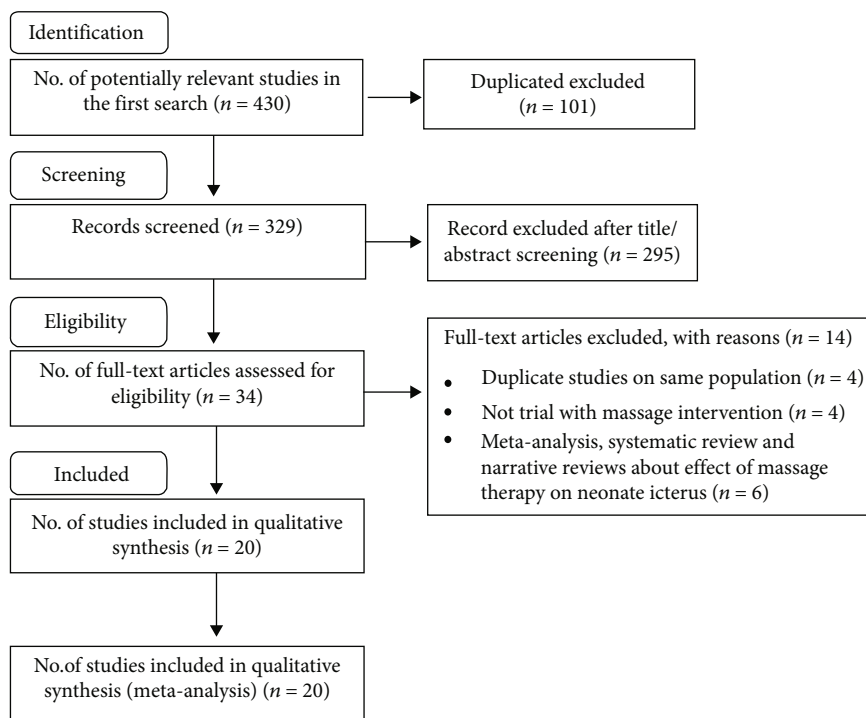 Identification
No. of potentially relevant studies in
the first search (n = 430)
Duplicated excluded
(n = 101)
Screening
Records screened (n = 329)
Record excluded after title/
abstract screening (n = 295)
Eligibility
No. of full-text articles assessed for
eligibility (n = 34)
Full-text articles excluded, with reasons (n = 14)
• Duplicate studies on same population (n = 4)
• Not trial with massage intervention (n = 4)
• Meta-analysis, systematic review and
narrative reviews about effect of massage
therapy on neonate icterus (n = 6)
Included
No. of studies included in qualitative
synthesis (n = 20)
No.of studies included in qualitative
synthesis (meta-analysis) (n = 20)